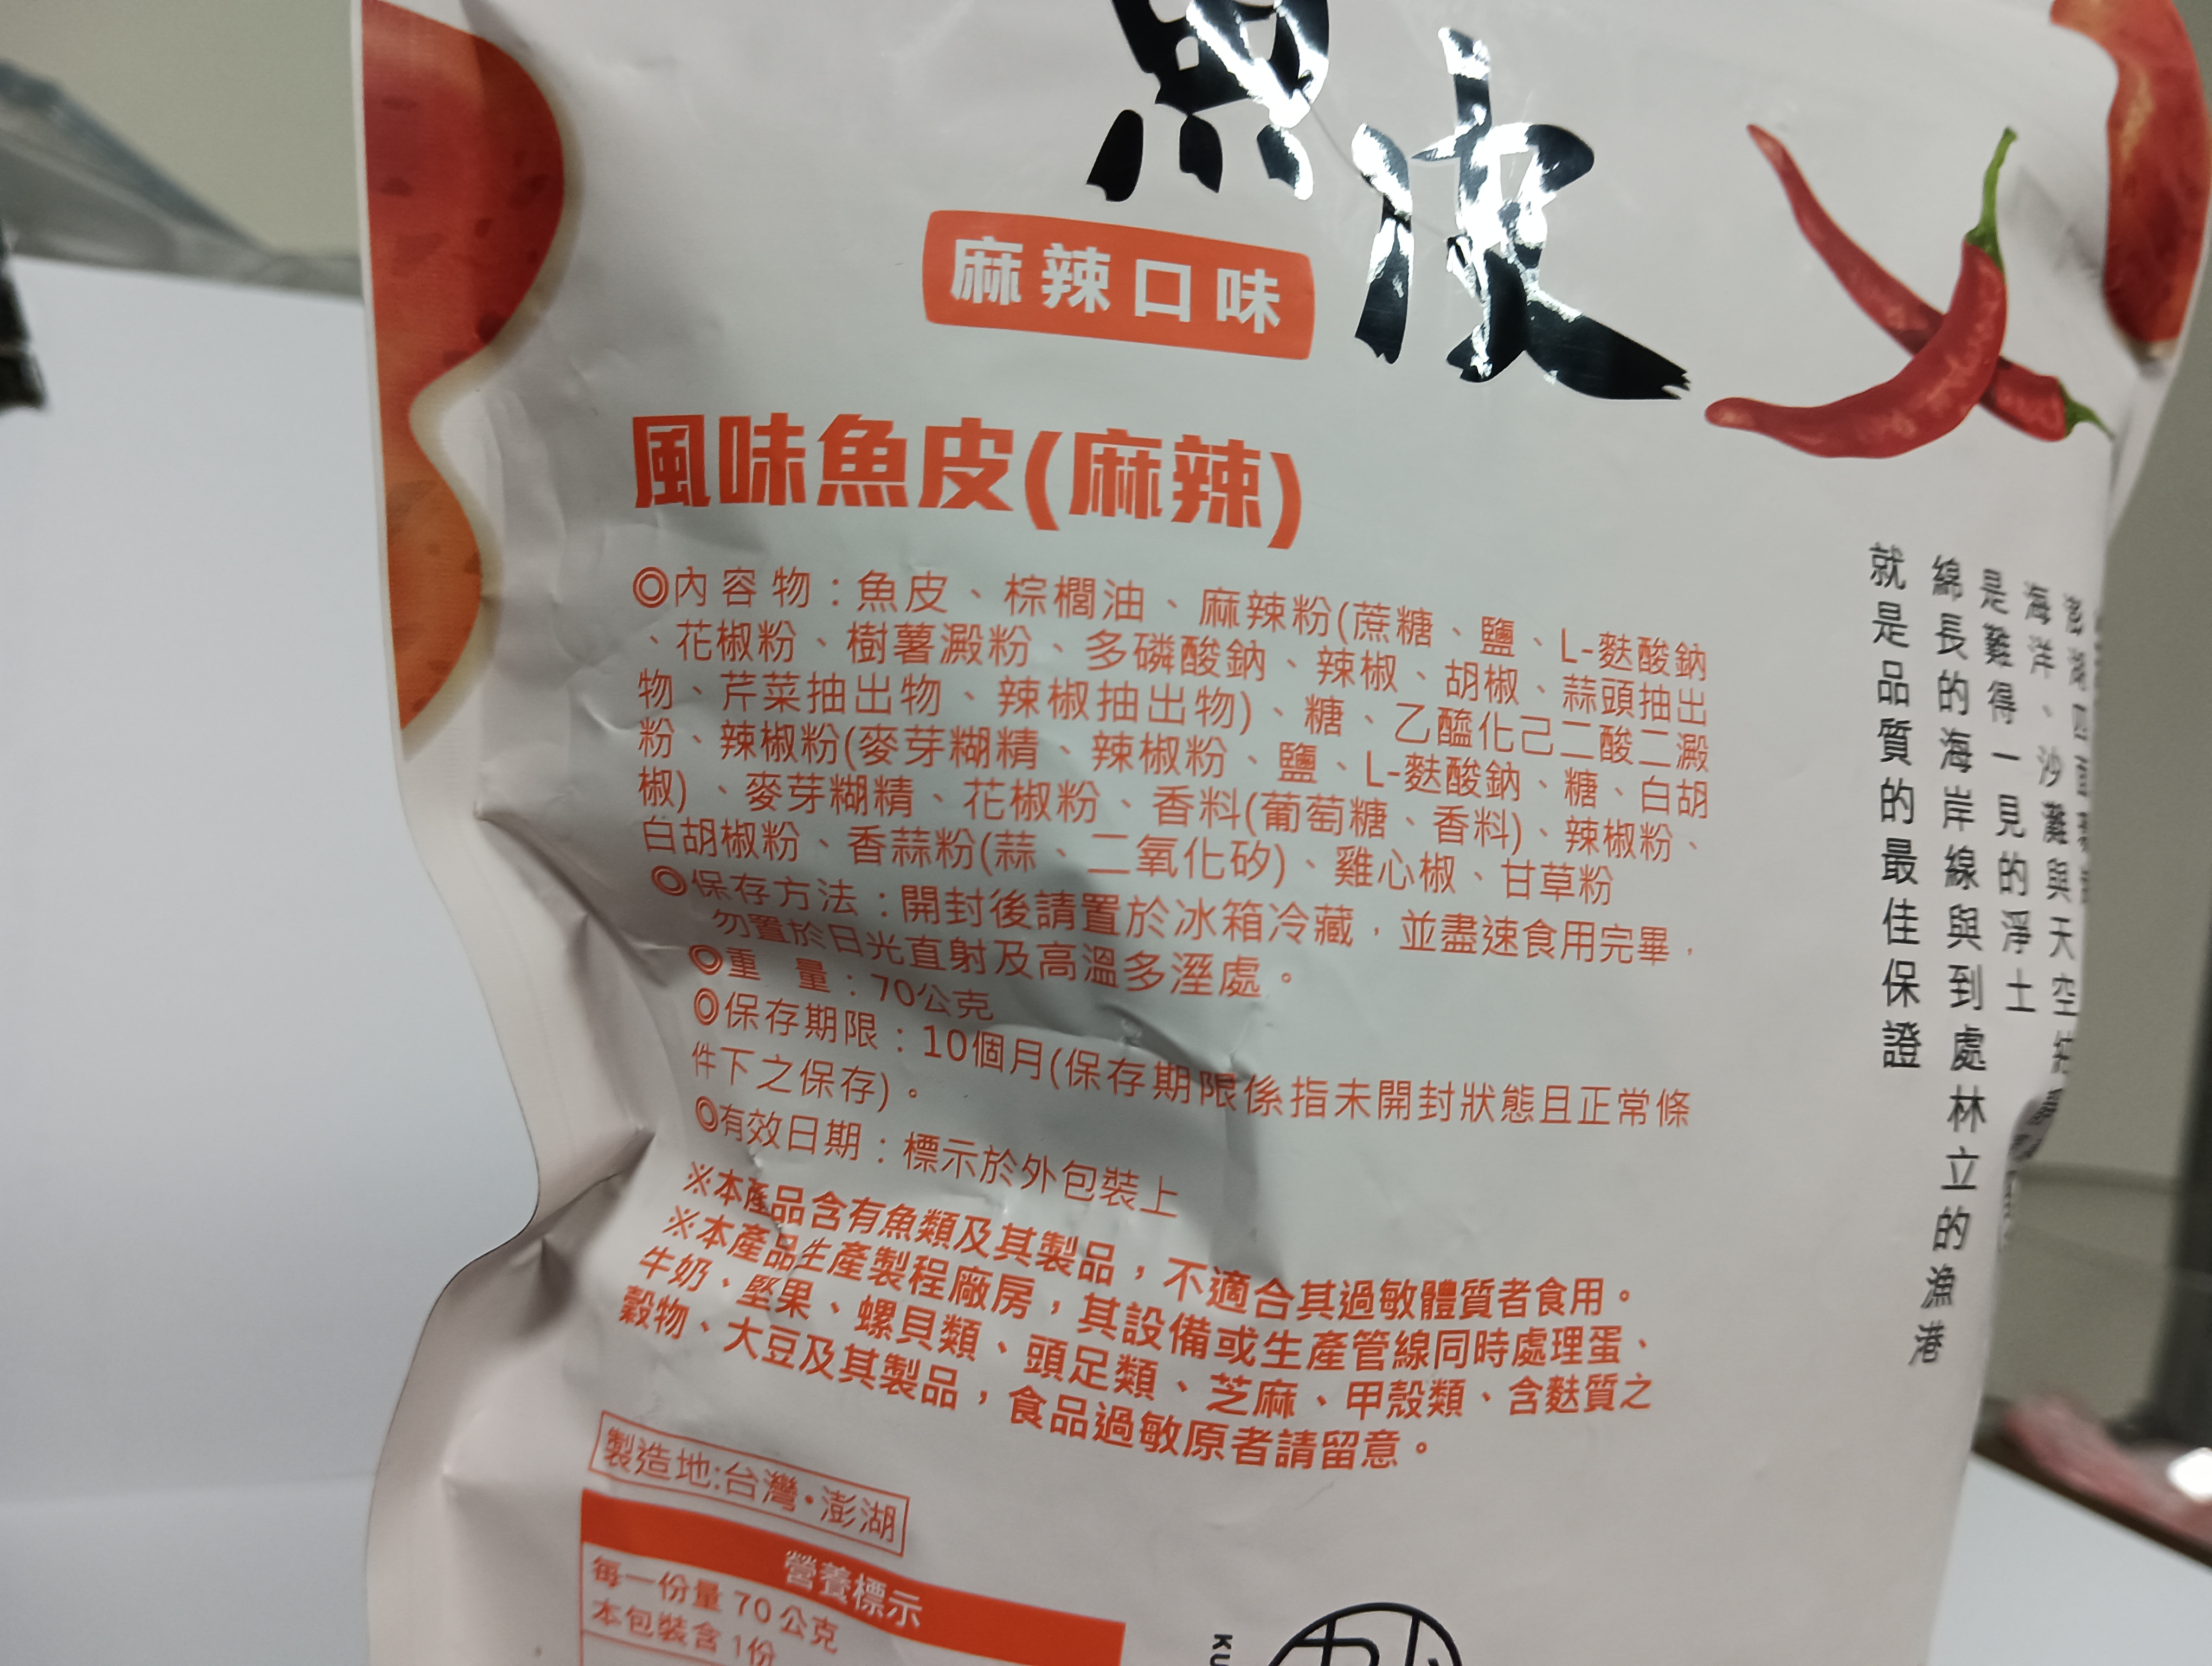 魚皮
麻辣口味
風味魚皮(麻辣)
◎內容物：魚皮、棕櫚油、麻辣粉(蔗糖、鹽、L-麩酸鈉
、花椒粉、樹薯澱粉、多磷酸鈉、辣椒、胡椒、蒜頭抽出
物、芹菜抽出物、辣椒抽出物)、糖、乙醯化己二酸二澱
粉、辣椒粉(麥芽糊精、辣椒粉、鹽、L-麩酸鈉、糖、白胡
椒)、麥芽糊精、花椒粉、香料(葡萄糖、香料)、辣椒粉、
白胡椒粉、香蒜粉(蒜、二氧化矽)、雞心椒、甘草粉
◎保存方法：開封後請置於冰箱冷藏，並盡速食用完畢，
勿置於日光直射及高溫多溼處。
◎重 量：70公克
◎保存期限：10個月(保存期限係指未開封狀態且正常條
件下之保存)。
◎有效日期：標示於外包裝上
※本產品含有魚類及其製品，不適合其過敏體質者食用。
※本產品生產製程廠房，其設備或生產管線同時處理蛋、
牛奶、堅果、螺貝類、頭足類、芝麻、甲殼類、含麩質之
穀物、大豆及其製品，食品過敏原者請留意。
製造地:台灣•澎湖
營養標示
每一份量 70 公克
本包裝含 1份
KU
海洋、沙灘與天空
是難得一見的淨土
綿長的海岸線與到處林立的漁港
就是品質的最佳保證